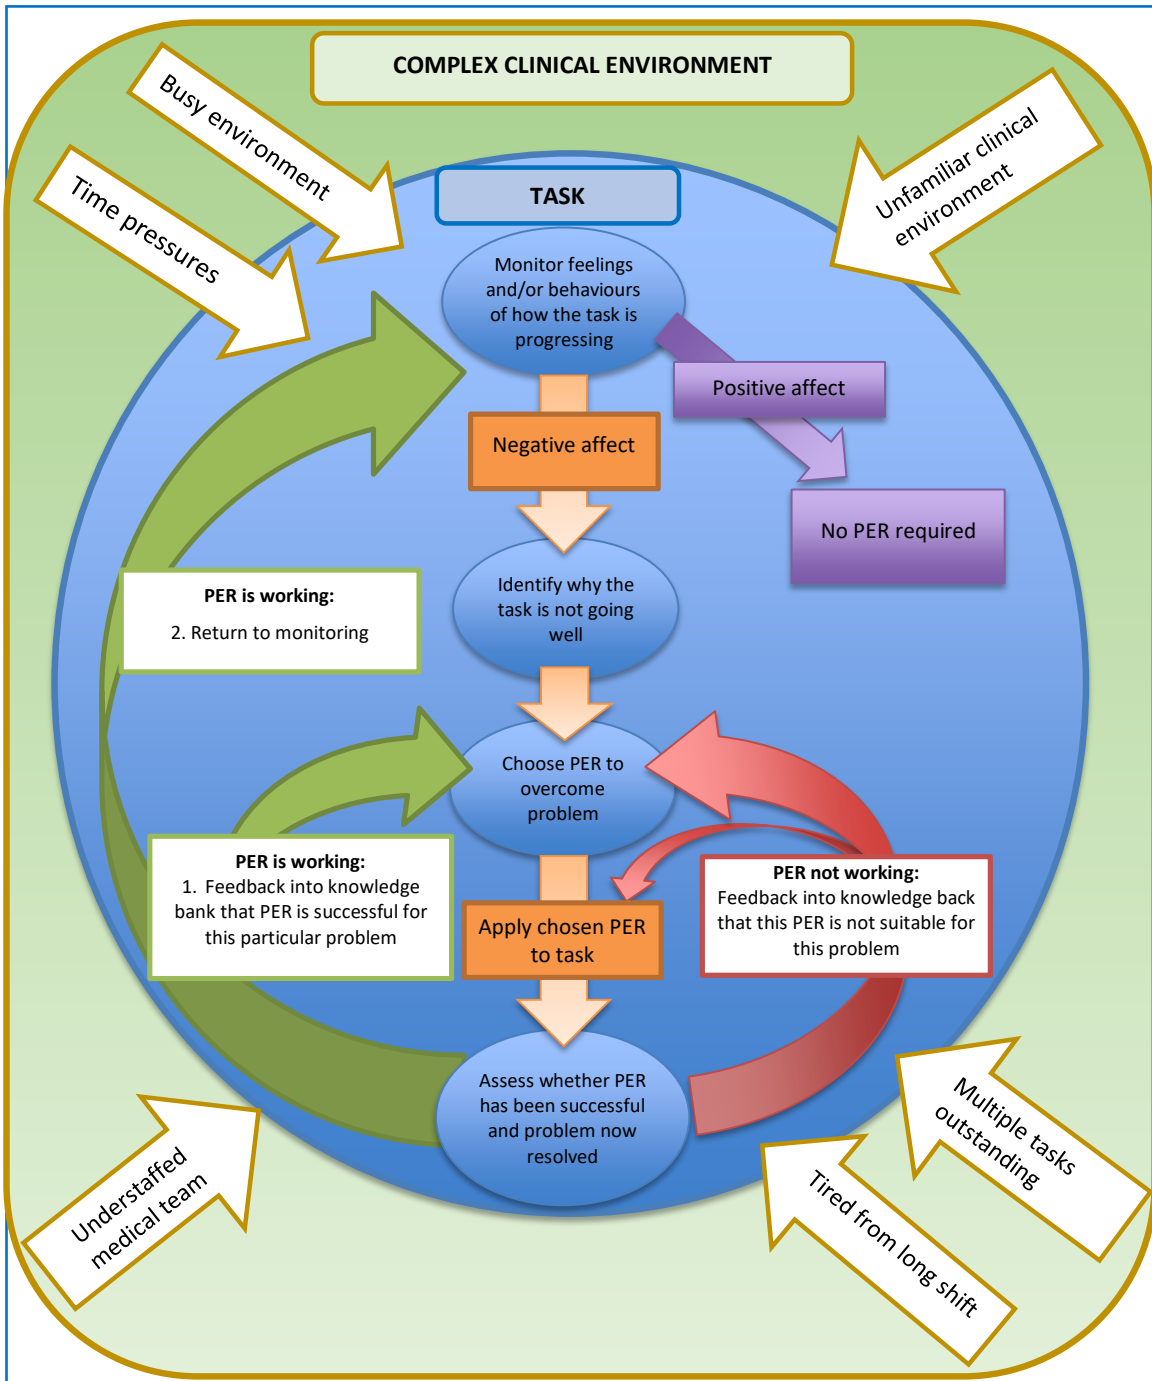 COMPLEX CLINICAL ENVIRONMENT
Busy environment
Time pressures
Unfamiliar clinical
environment
TASK
Monitor feelings
and/or behaviours
of how the task is
progressing
Positive affect
Negative affect
No PER required
Identify why the
task is not going
well
PER is working:
2. Return to monitoring
Choose PER to
overcome
problem
PER is working:
1. Feedback into knowledge
bank that PER is successful for
this particular problem
PER not working:
Feedback into knowledge back
that this PER is not suitable for
this problem
Apply chosen PER
to task
Assess whether PER
has been successful
and problem now
resolved
Understaffed
medical team
Multiple tasks
outstanding
Tired from long shift